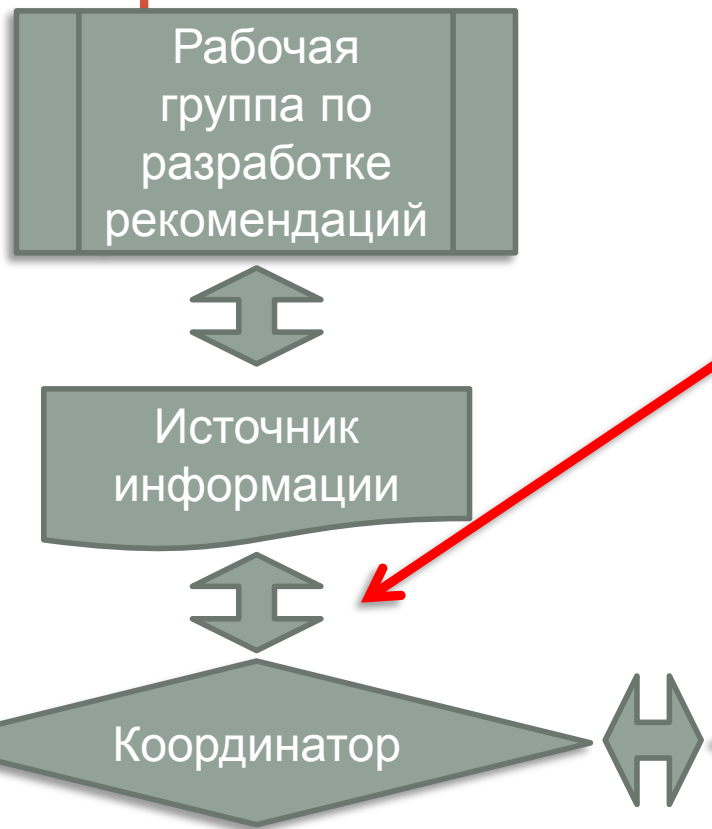 Рабочая
группа по
разработке
рекомендаций
Источник
информации
Координатор